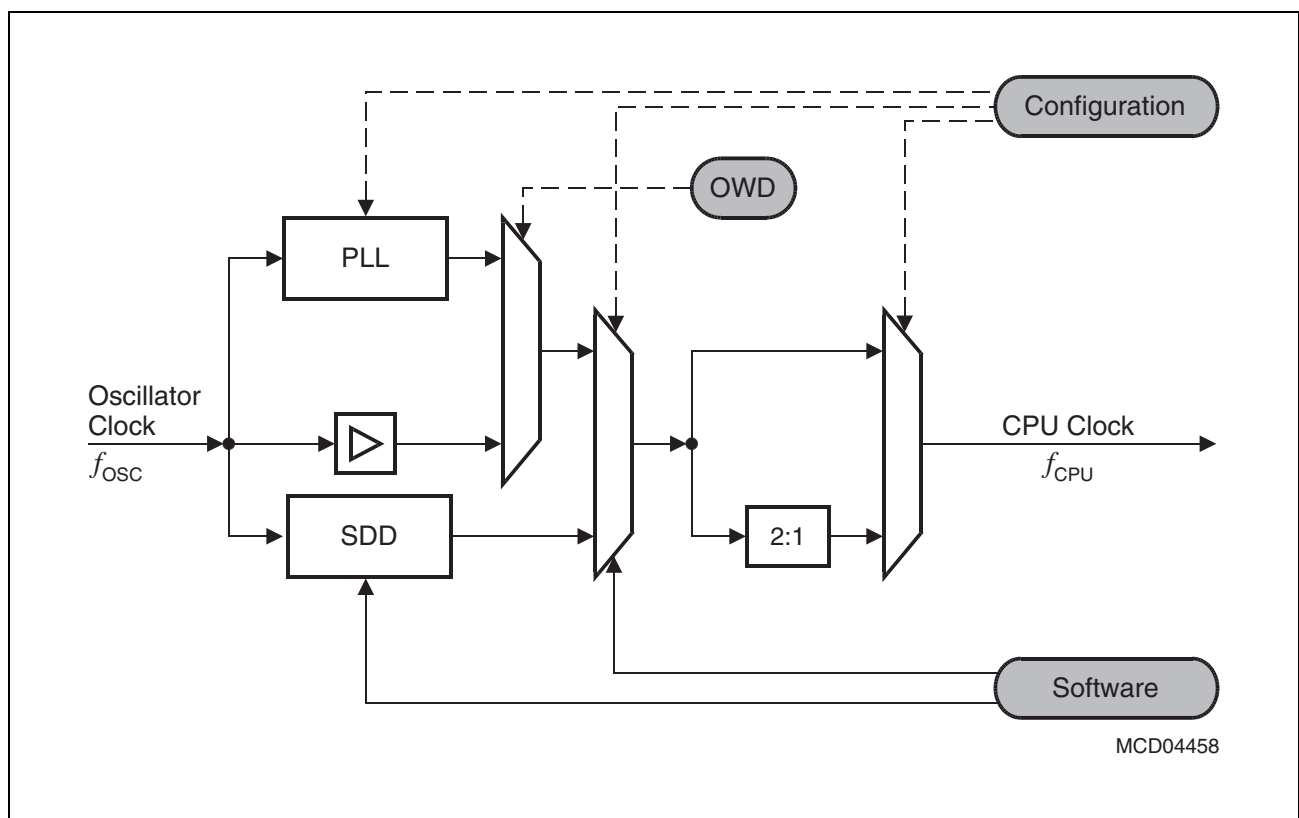 Configuration
OWD
PLL
Oscillator
Clock
fOSC
CPU Clock
fCPU
SDD
2:1
Software
MCD04458